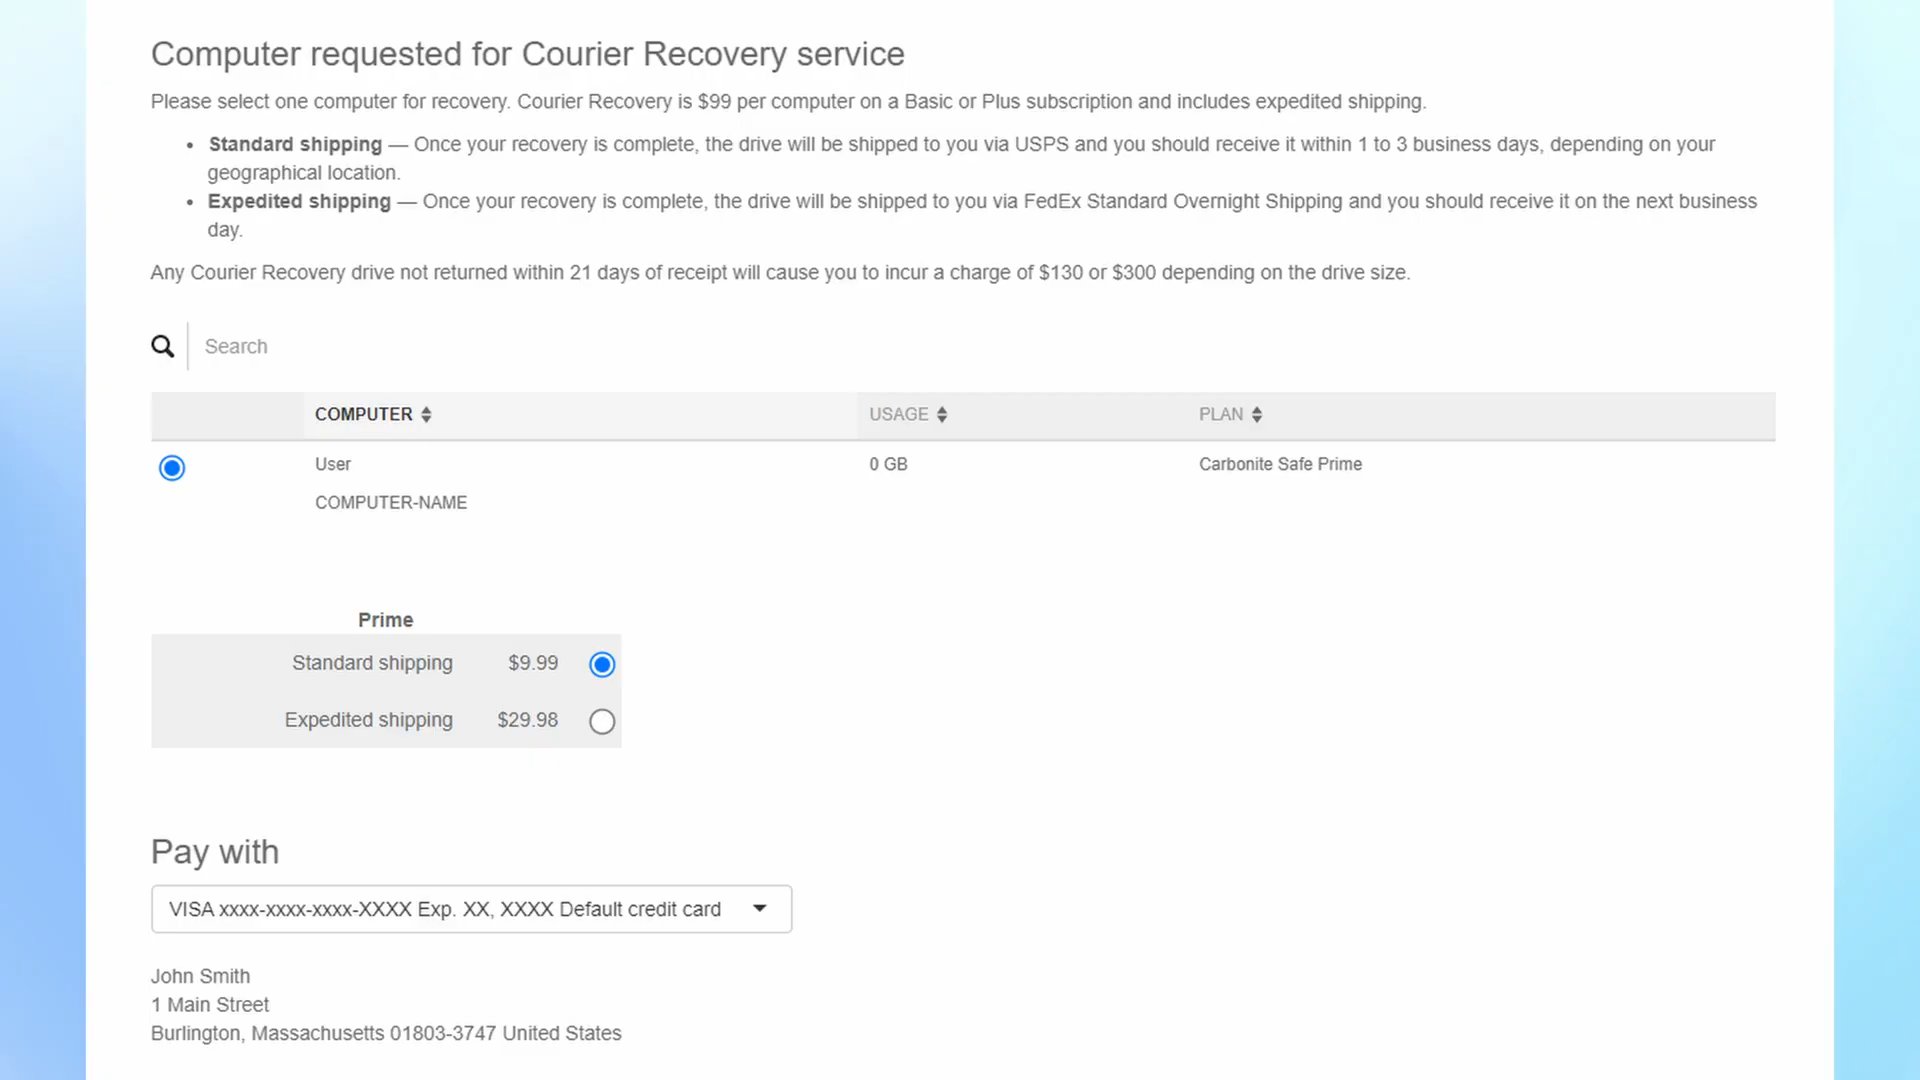 Computer requested for Courier Recovery service
Please select one computer for recovery. Courier Recovery is $99 per computer on a Basic or Plus subscription and includes expedited shipping.
• Standard shipping — Once your recovery is complete, the drive will be shipped to you via USPS and you should receive it within 1 to 3 business days, depending on your
geographical location.
• Expedited shipping — Once your recovery is complete, the drive will be shipped to you via FedEx Standard Overnight Shipping and you should receive it on the next business
day.
Any Courier Recovery drive not returned within 21 days of receipt will cause you to incur a charge of $130 or $300 depending on the drive size.
Search
COMPUTER USAGE PLAN
User 0 GB Carbonite Safe Prime
COMPUTER-NAME
Prime
Standard shipping $9.99
Expedited shipping $29.98
Pay with
VISA xxxx-xxxx-xxxx-XXXX Exp. XX, XXXX Default credit card
John Smith
1 Main Street
Burlington, Massachusetts 01803-3747 United States